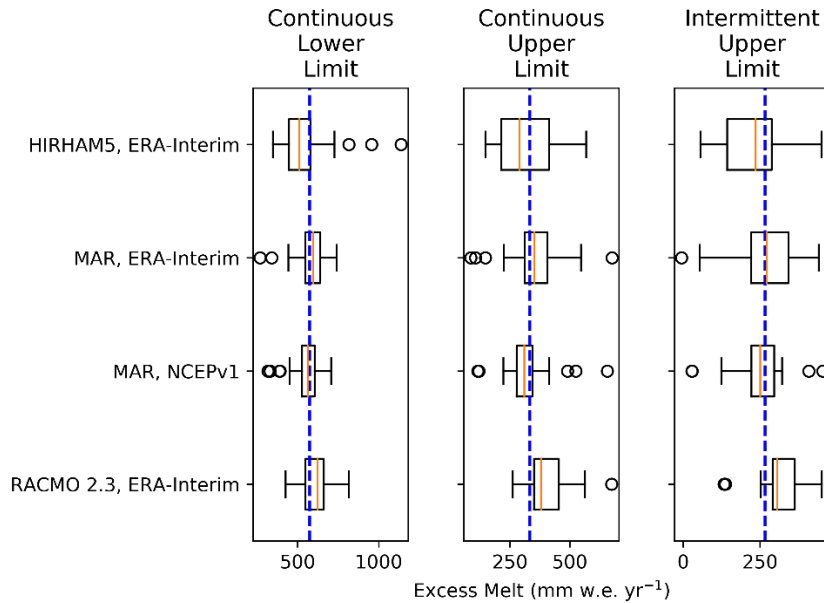 Continuous
Lower
Limit
Continuous
Upper
Limit
Intermittent
Upper
Limit
HIRHAM5, ERA-Interim
MAR, ERA-Interim
MAR, NCEPv1
RACMO 2.3, ERA-Interim
500 1000
250 500
0 250
Excess Melt (mm w.e. yr⁻¹)